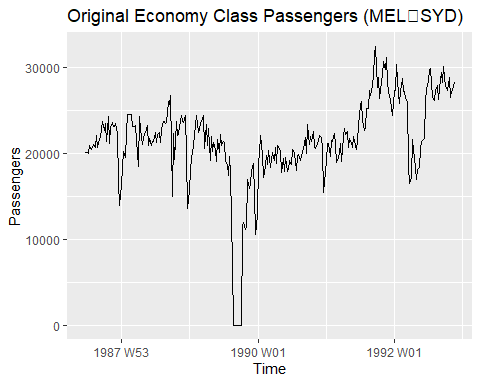 Original Economy Class Passengers (MEL□SYD)
Passengers
30000
20000
10000
0
1987 W53
1990 W01
1992 W01
Time